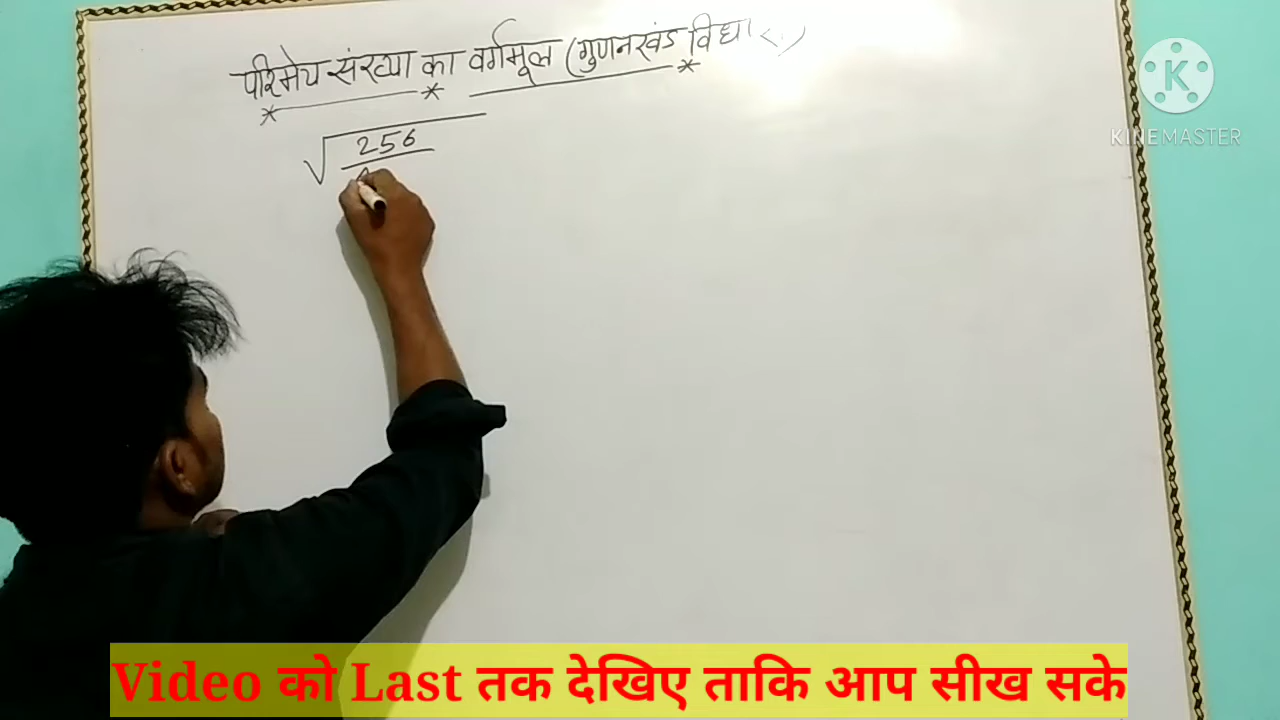 परिमेय संख्या का वर्गमूल (गुणनखंड
256
KINEMASTER
Video को Last तक देखिए ताकि आप सीख सके